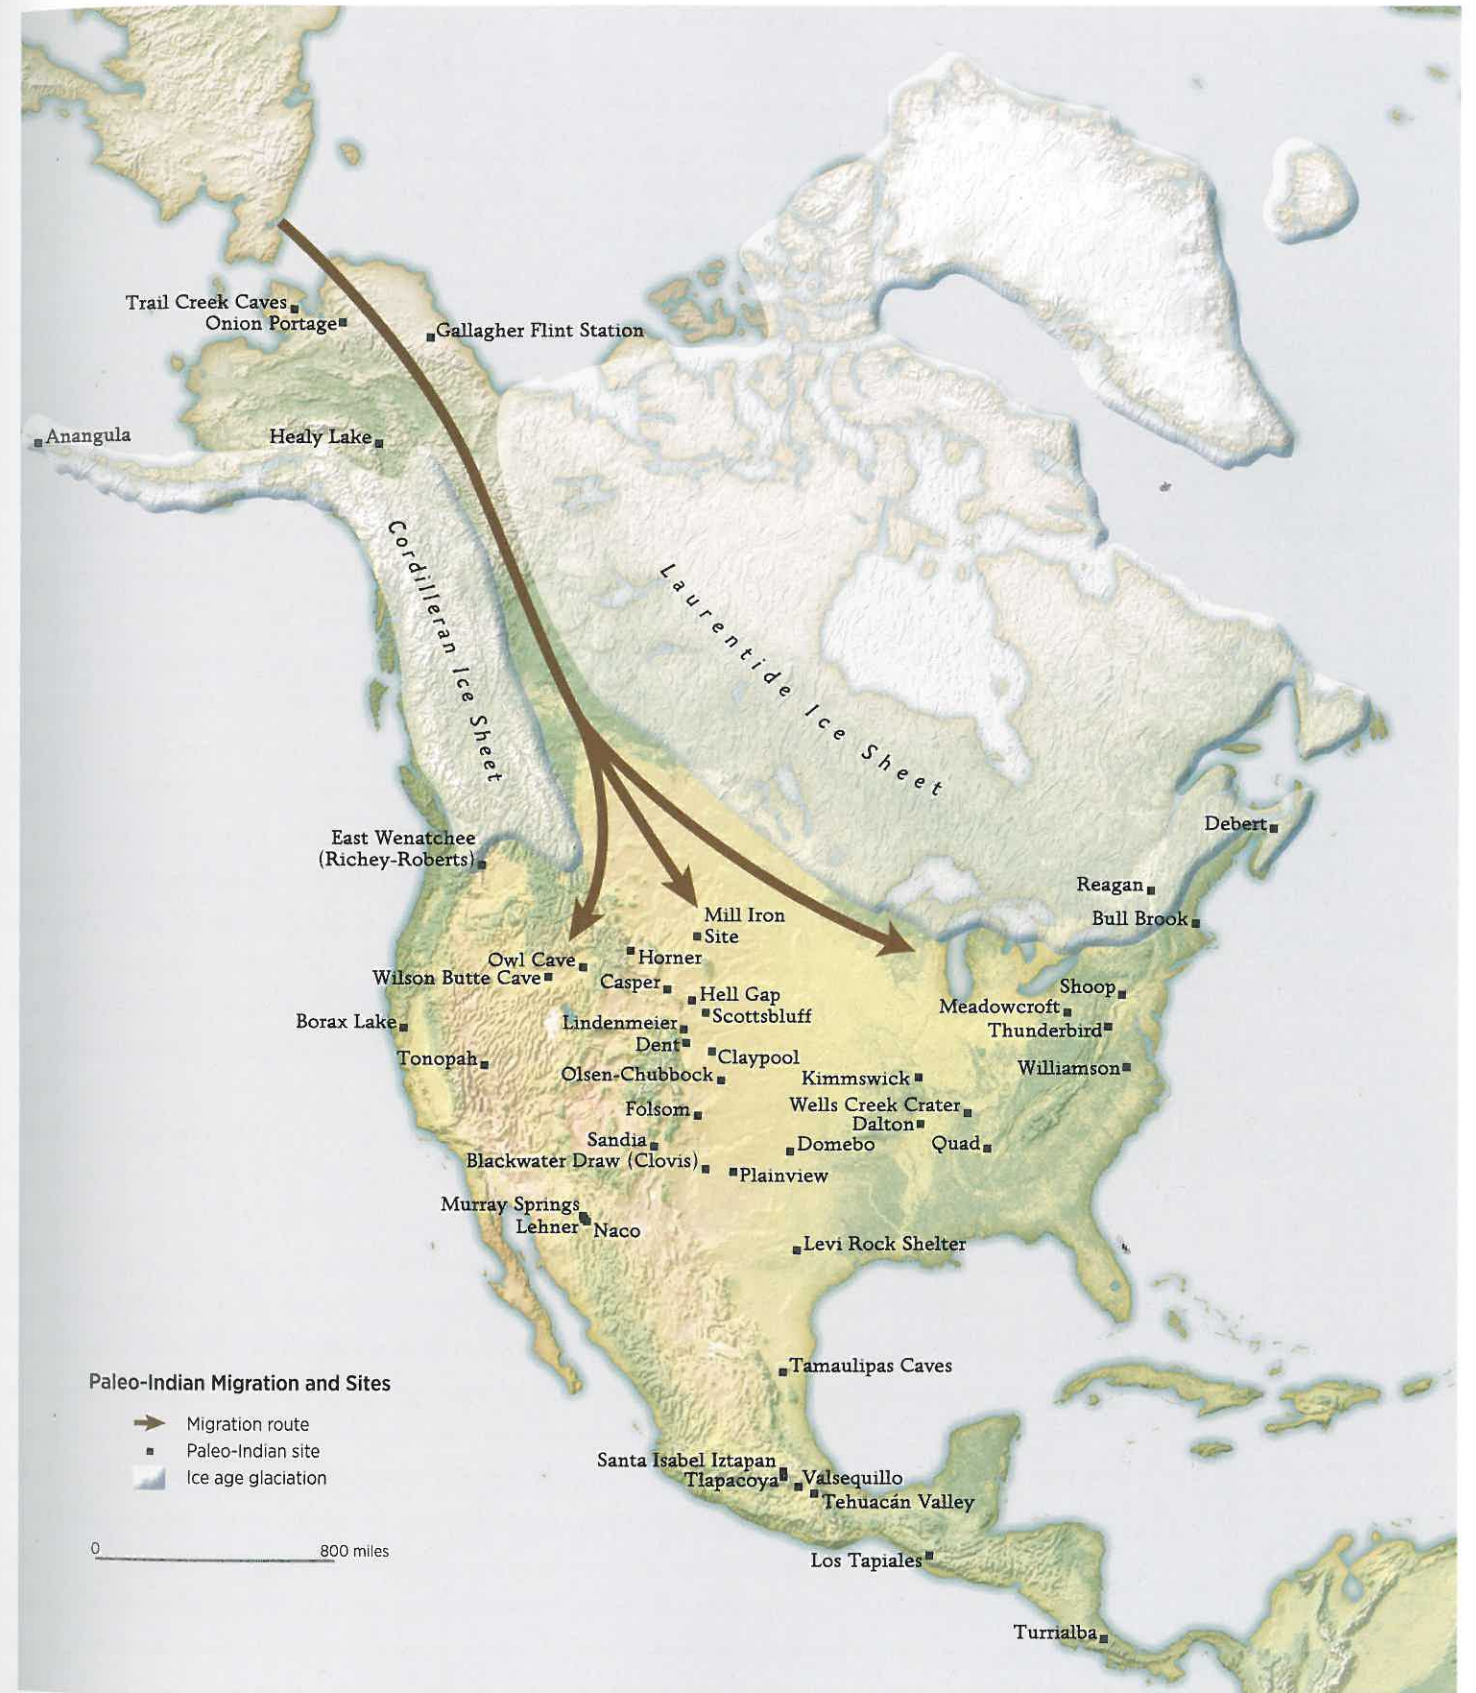 Trail Creek Caves
Onion Portage
Gallagher Flint Station
Anangula
Healy Lake
Cordilleran Ice Sheet
Laurentide Ice Sheet
East Wenatchee
(Richey-Roberts)
Debert
Reagan
Bull Brook
Mill Iron
Site
Owl Cave
Horner
Wilson Butte Cave
Casper
Hell Gap
Scottsbluff
Shoop
Meadowcroft
Thunderbird
Borax Lake
Lindenmeier
Dent
Claypool
Tonopah
Olsen-Chubbock
Kimmswick
Williamson
Folsom
Wells Creek Crater
Dalton
Sandia
Domebo
Quad
Blackwater Draw (Clovis)
Plainview
Murray Springs
Lehner
Naco
Levi Rock Shelter
Tamaulipas Caves
Paleo-Indian Migration and Sites
Migration route
Paleo-Indian site
Ice age glaciation
0 800 miles
Santa Isabel Iztapan
Tlapacoya
Valsequillo
Tehuacán Valley
Los Tapiales
Turrialba